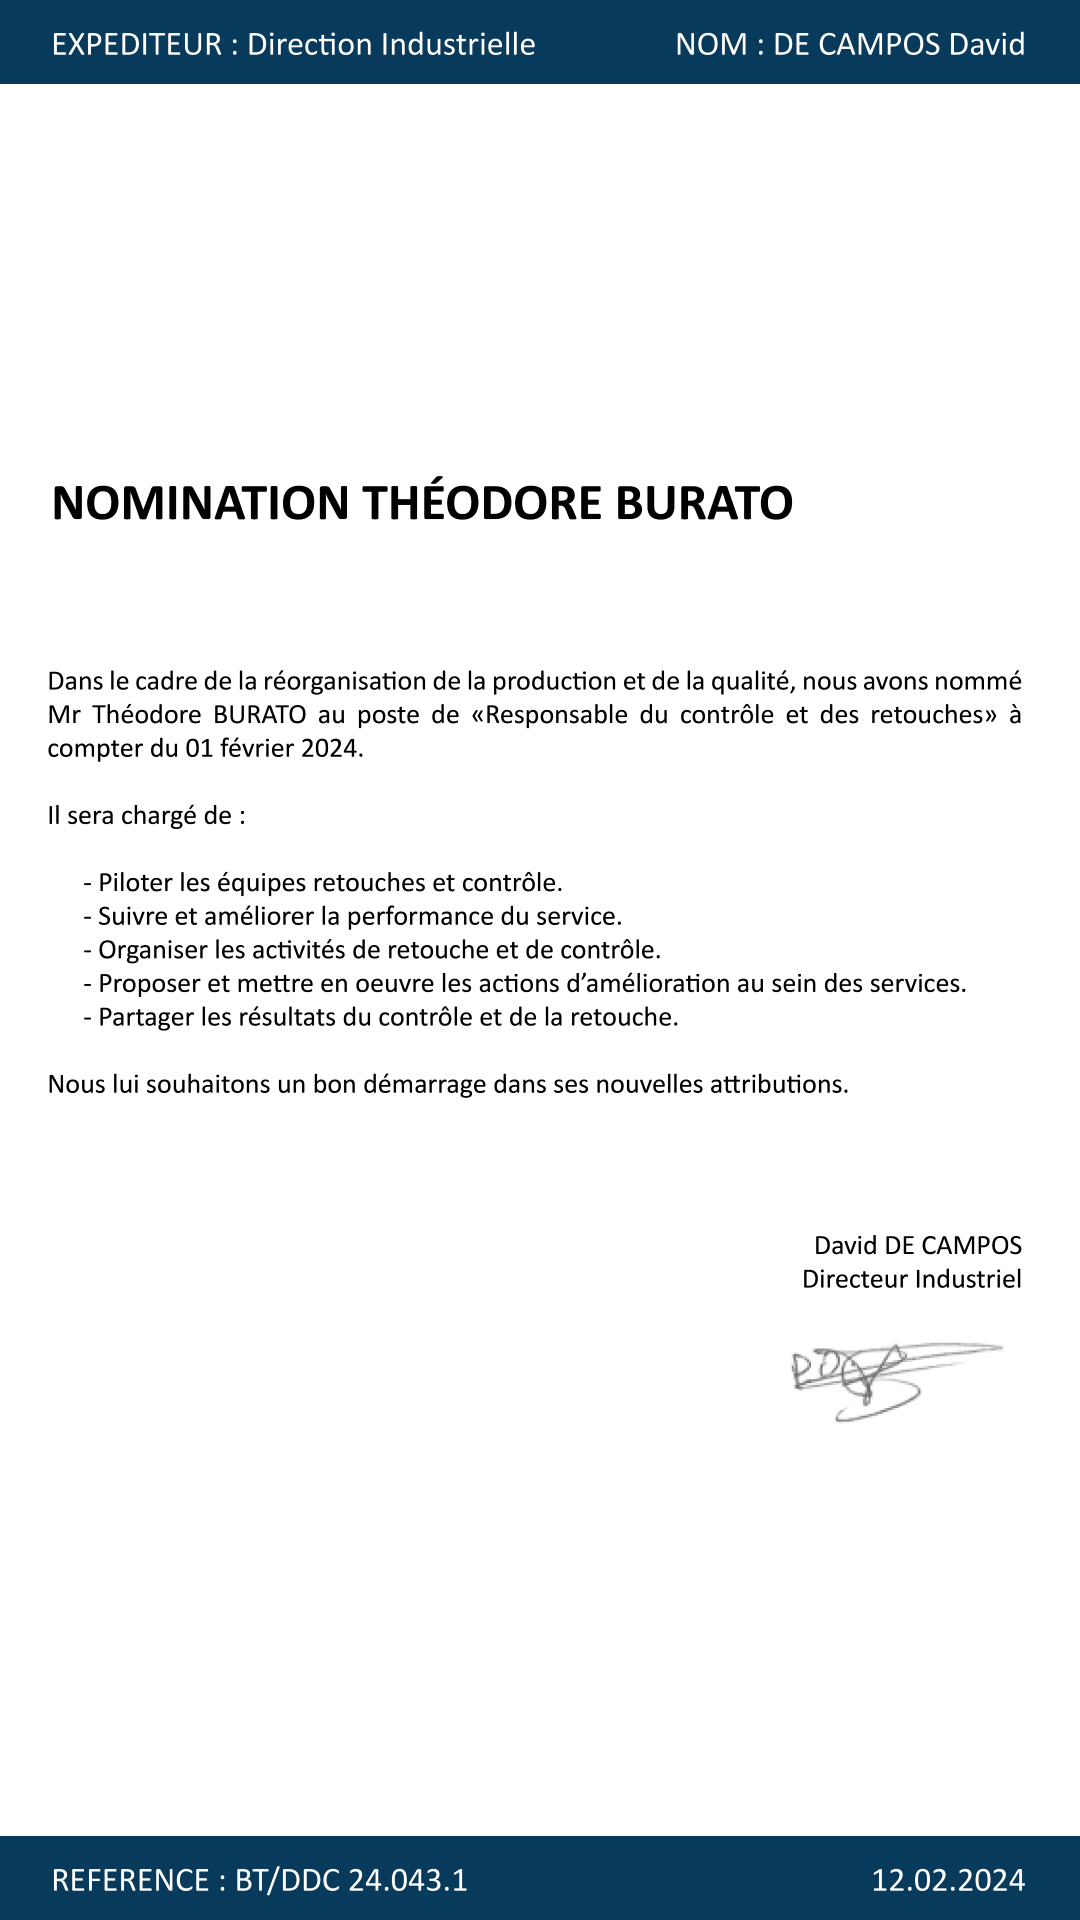 EXPEDITEUR : Direction Industrielle NOM : DE CAMPOS David
NOMINATION THÉODORE BURATO
Dans le cadre de la réorganisation de la production et de la qualité, nous avons nommé
Mr Théodore BURATO au poste de «Responsable du contrôle et des retouches» à
compter du 01 février 2024.
Il sera chargé de :
- Piloter les équipes retouches et contrôle.
- Suivre et améliorer la performance du service.
- Organiser les activités de retouche et de contrôle.
- Proposer et mettre en oeuvre les actions d’amélioration au sein des services.
- Partager les résultats du contrôle et de la retouche.
Nous lui souhaitons un bon démarrage dans ses nouvelles attributions.
David DE CAMPOS
Directeur Industriel
REFERENCE : BT/DDC 24.043.1 12.02.2024